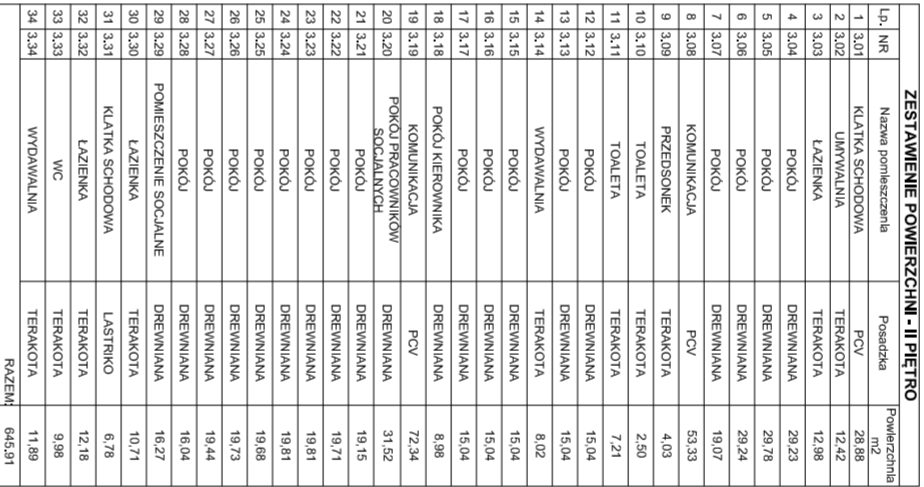 ZESTAWIENIE POWIERZCHNI - II PIĘTRO
Lp. NR Nazwa pomieszczenia Posadzka Powierzchnia m2
1 3.01 KLATKA SCHODOWA PCV 28,88
2 3.02 UMYWALNIA TERAKOTA 12,42
3 3.03 ŁAZIENKA TERAKOTA 12,98
4 3.04 POKÓJ DREWNIANA 29,23
5 3.05 POKÓJ DREWNIANA 29,78
6 3.06 POKÓJ DREWNIANA 29,24
7 3.07 POKÓJ DREWNIANA 19,07
8 3.08 KOMUNIKACJA PCV 53,33
9 3.09 PRZEDSONEK TERAKOTA 4,03
10 3.10 TOALETA TERAKOTA 2,50
11 3.11 TOALETA TERAKOTA 7,21
12 3.12 POKÓJ DREWNIANA 15,04
13 3.13 POKÓJ DREWNIANA 15,04
14 3.14 WYDAWALNIA TERAKOTA 8,02
15 3.15 POKÓJ DREWNIANA 15,04
16 3.16 POKÓJ DREWNIANA 15,04
17 3.17 POKÓJ DREWNIANA 15,04
18 3.18 POKÓJ KIEROWNIKA DREWNIANA 8,98
19 3.19 KOMUNIKACJA PCV 72,34
20 3.20 POKÓJ PRACOWNIKÓW SOCJALNYCH DREWNIANA 31,52
21 3.21 POKÓJ DREWNIANA 19,15
22 3.22 POKÓJ DREWNIANA 19,71
23 3.23 POKÓJ DREWNIANA 19,81
24 3.24 POKÓJ DREWNIANA 19,81
25 3.25 POKÓJ DREWNIANA 19,68
26 3.26 POKÓJ DREWNIANA 19,73
27 3.27 POKÓJ DREWNIANA 19,44
28 3.28 POKÓJ DREWNIANA 16,04
29 3.29 POMIESZCZENIE SOCJALNE DREWNIANA 16,27
30 3.30 ŁAZIENKA TERAKOTA 10,71
31 3.31 KLATKA SCHODOWA LASTRIKO 6,78
32 3.32 ŁAZIENKA TERAKOTA 12,18
33 3.33 WC TERAKOTA 9,98
34 3.34 WYDAWALNIA TERAKOTA 11,89
RAZEM: 645,91